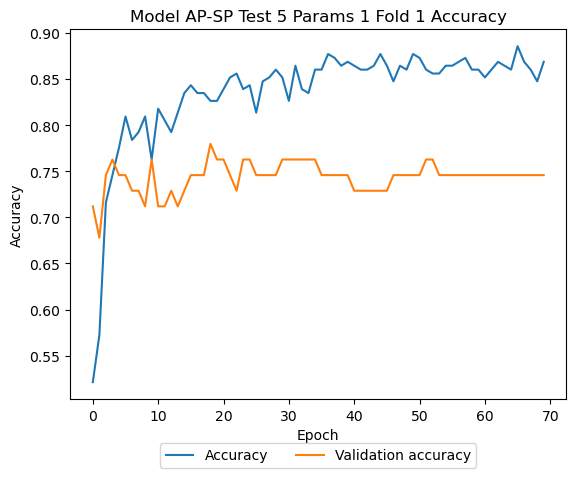 Model AP-SP Test 5 Params 1 Fold 1 Accuracy
0.90
0.85
0.80
0.75
0.70
0.65
0.60
0.55
Accuracy
0 10 20 30 40 50 60 70
Epoch
Accuracy Validation accuracy